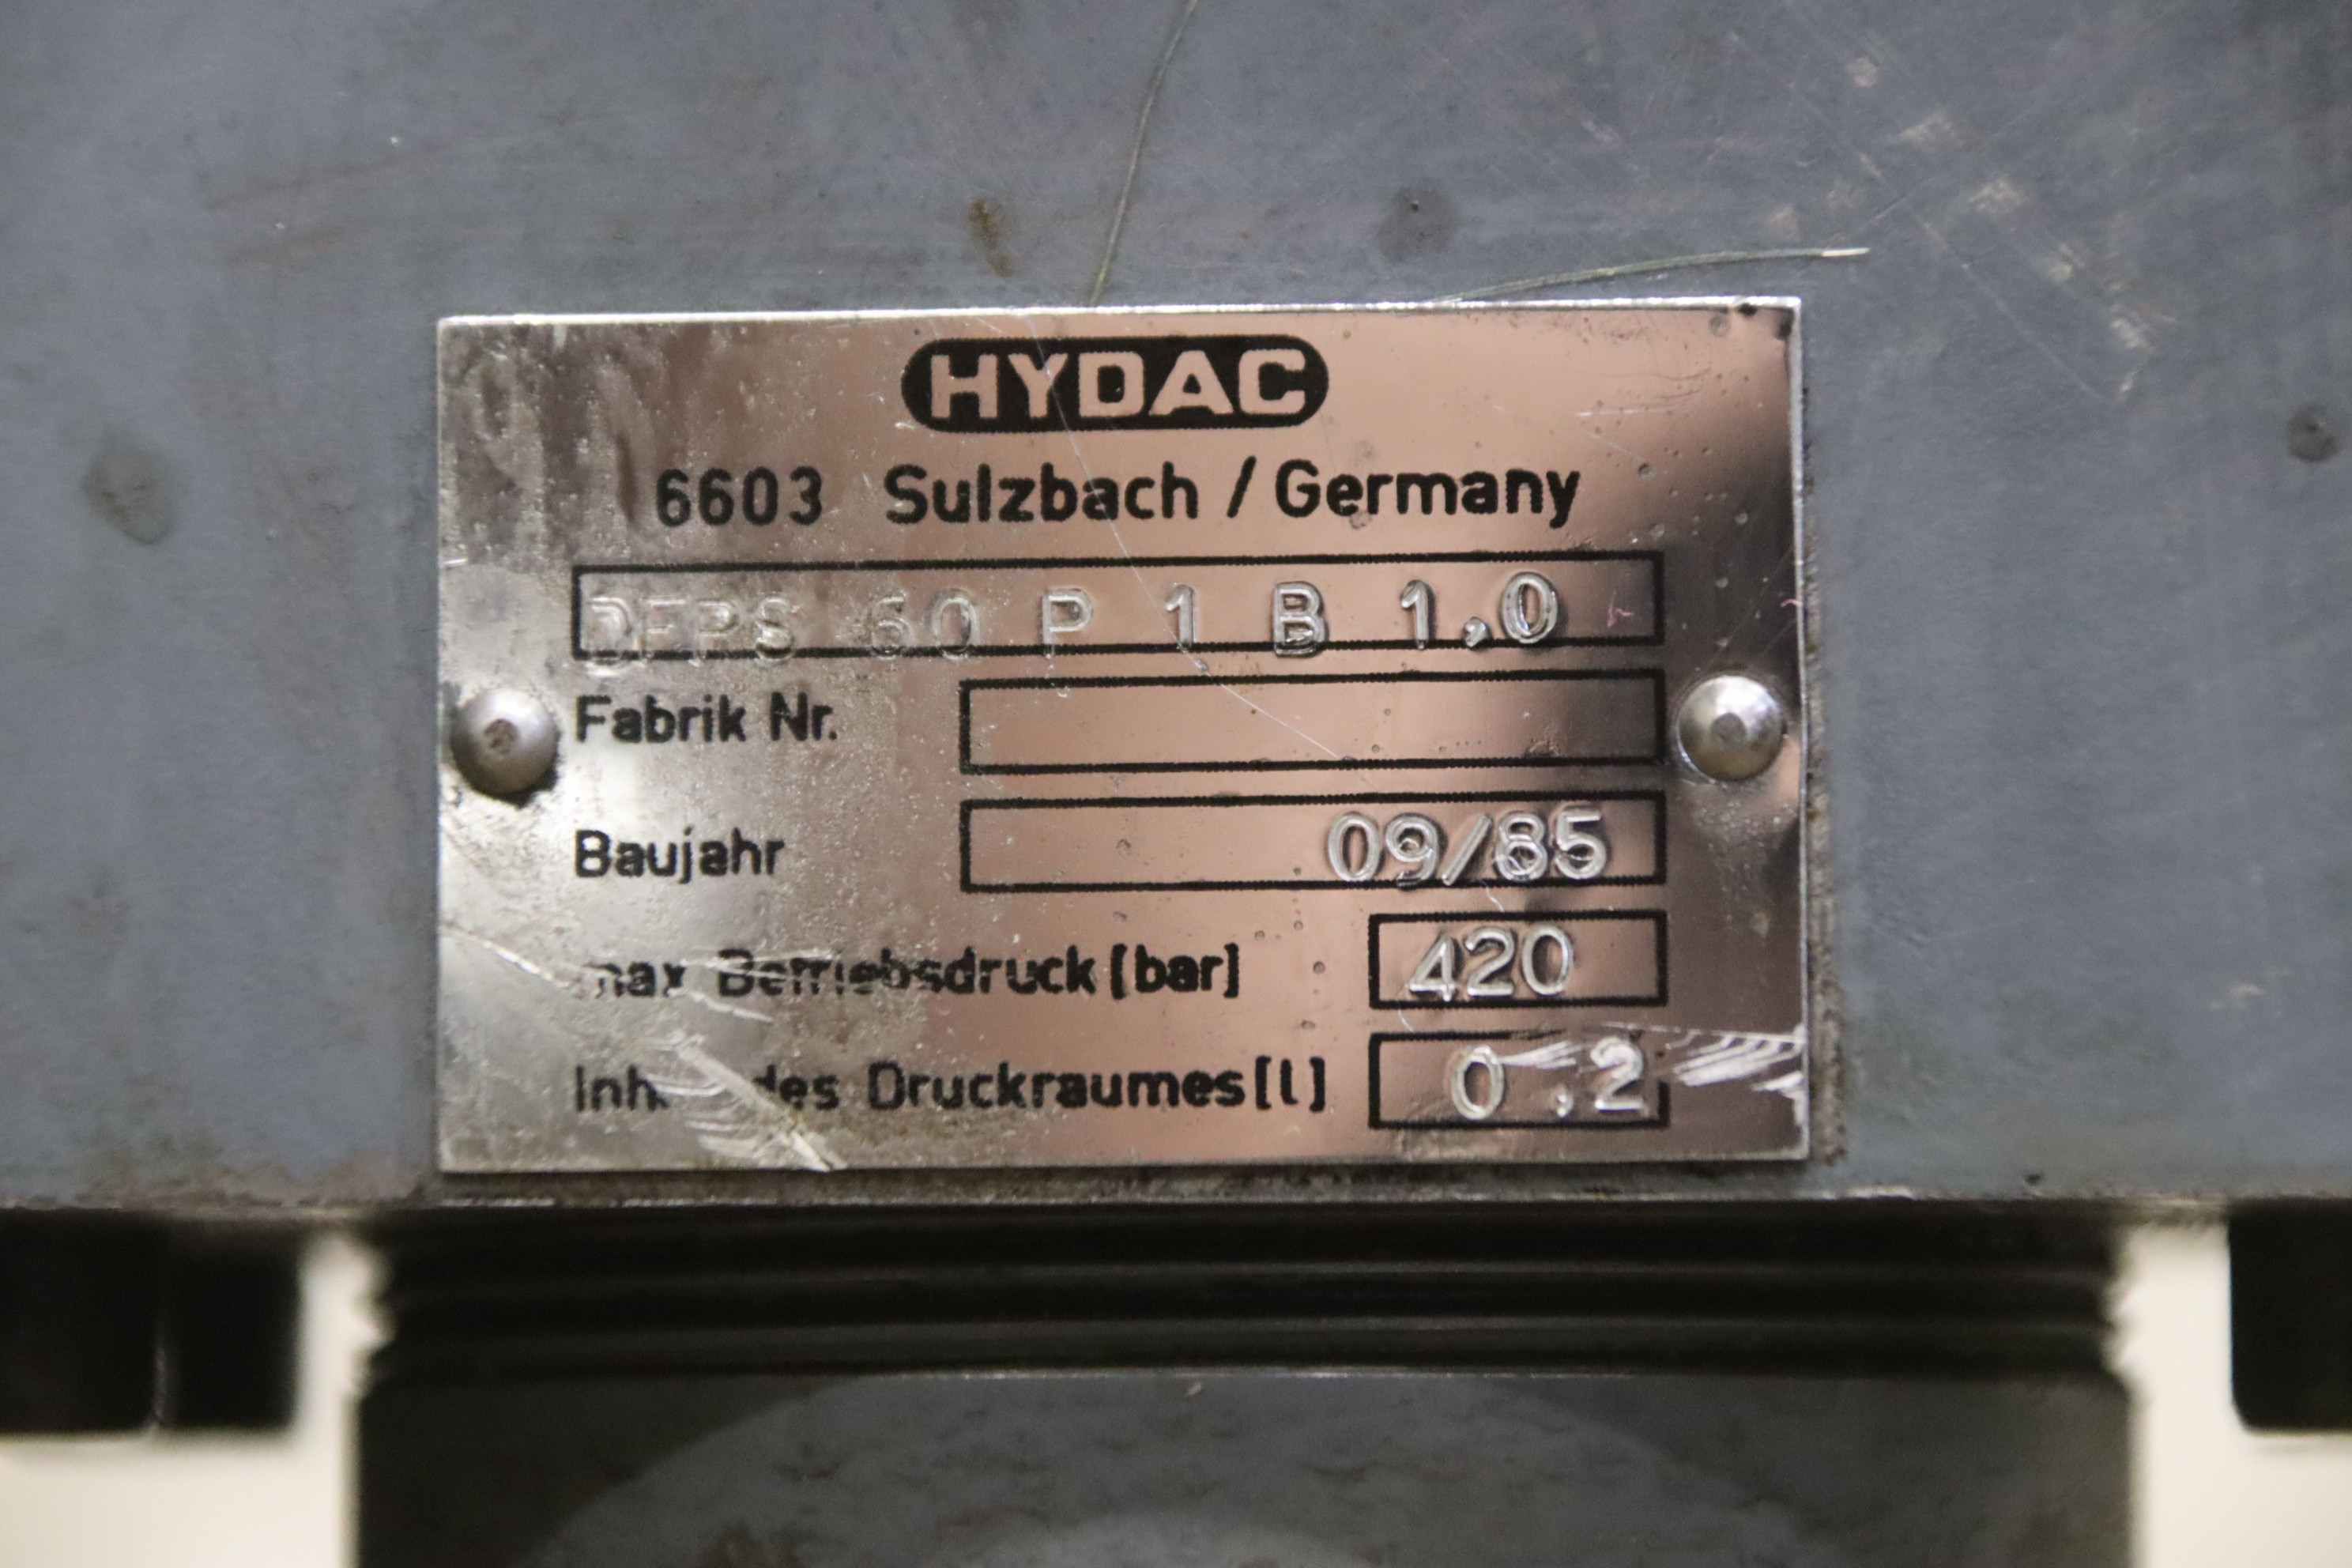 HYDAC
6603 Sulzbach / Germany
DFPS 60 P 1 B 1,0
Fabrik Nr.
Baujahr 09/85
max Betriebsdruck [bar] 420
des Druckraumes [l] 0,2